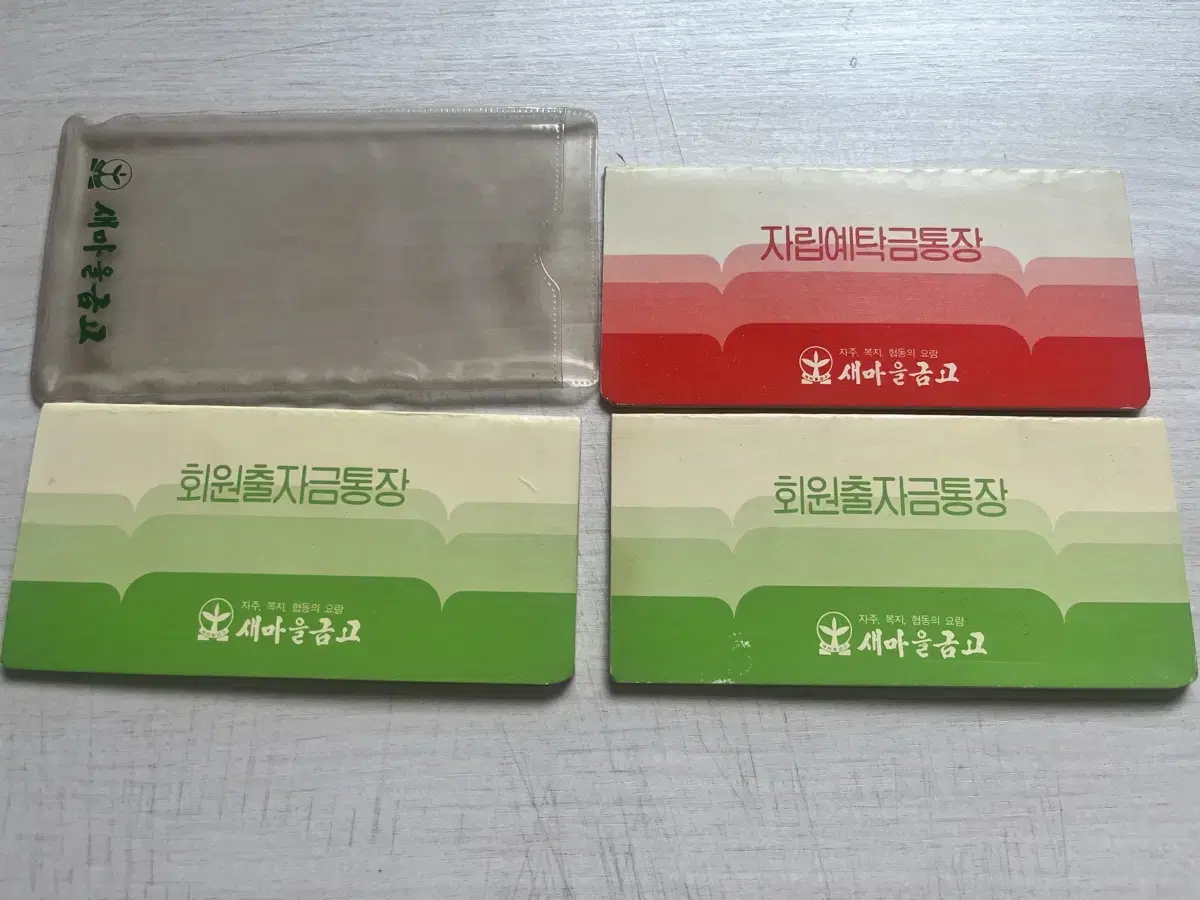 새마을금고
자립예탁금통장
자주, 복지, 협동의 요람
새마을금고
회원출자금통장
자주, 복지, 협동의 요람
새마을금고
회원출자금통장
자주, 복지, 협동의 요람
새마을금고